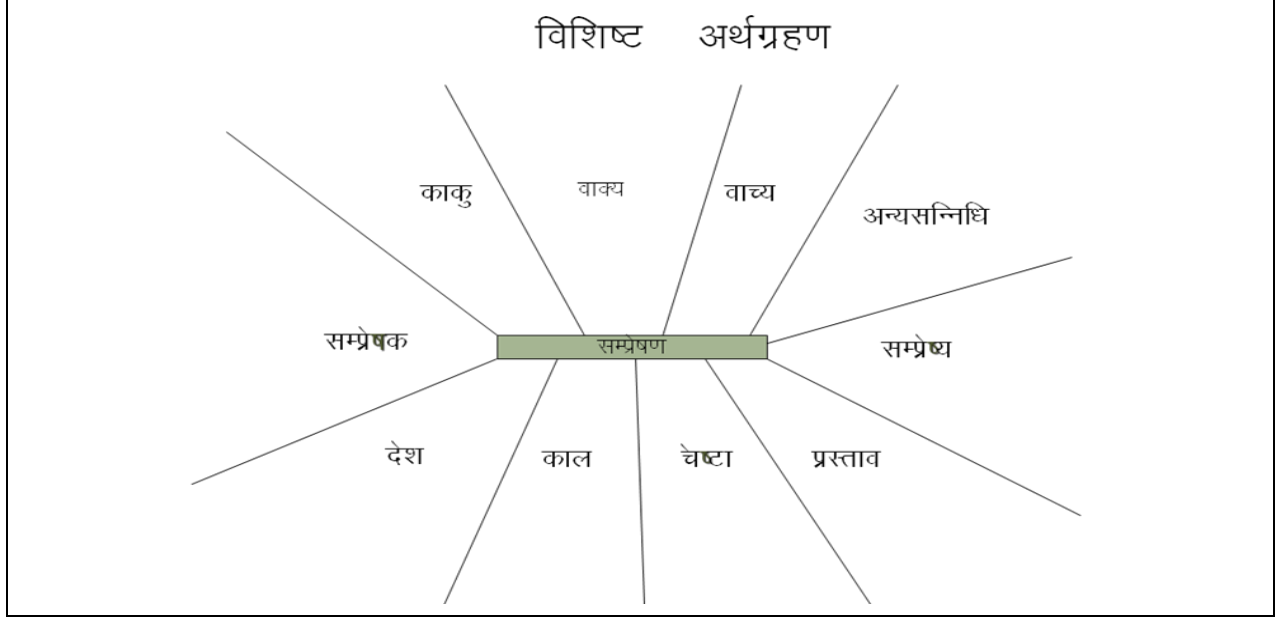 विशिष्ट अर्थग्रहण
काकु
वाक्य
वाच्य
अन्यसन्निधि
सम्प्रेषक
सम्प्रेषण
सम्प्रेष्य
देश
काल
चेष्टा
प्रस्ताव